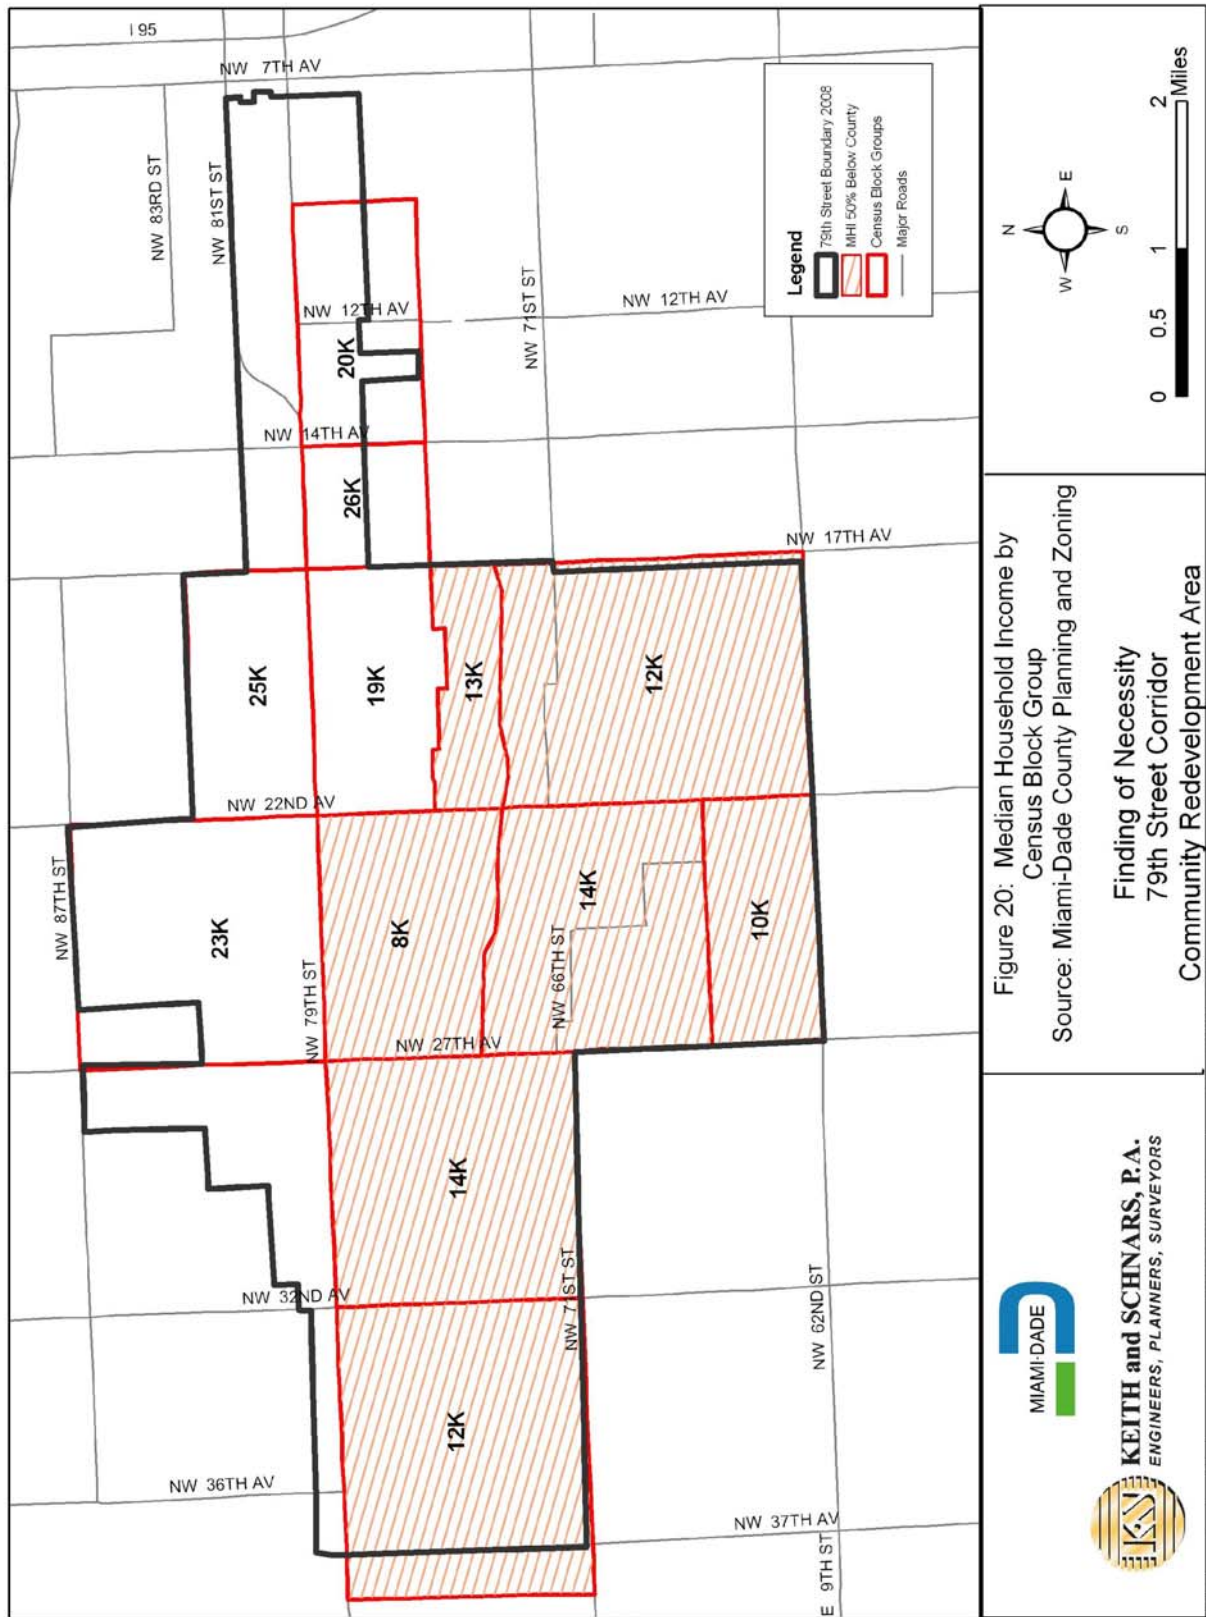 I 95
NW 7TH AV
NW 83RD ST
NW 81ST ST
NW 12TH AV
20K
NW 71ST ST
NW 12TH AV
NW 14TH AV
26K
NW 17TH AV
25K
19K
13K
12K
NW 22ND AV
NW 87TH ST
23K
8K
14K
10K
NW 66TH ST
NW 79TH ST
NW 27TH AV
14K
NW 71ST ST
NW 32ND AV
NW 62ND ST
12K
NW 36TH AV
NW 37TH AV
E 9TH ST
Legend
79th Street Boundary 2008
MHI 50% Below County
Census Block Groups
Major Roads
N
W E
S
0 0.5 1 2 Miles
Figure 20: Median Household Income by
Census Block Group
Source: Miami-Dade County Planning and Zoning
Finding of Necessity
79th Street Corridor
Community Redevelopment Area
MIAMI-DADE
K&S
KEITH and SCHNARS, P.A.
ENGINEERS, PLANNERS, SURVEYORS